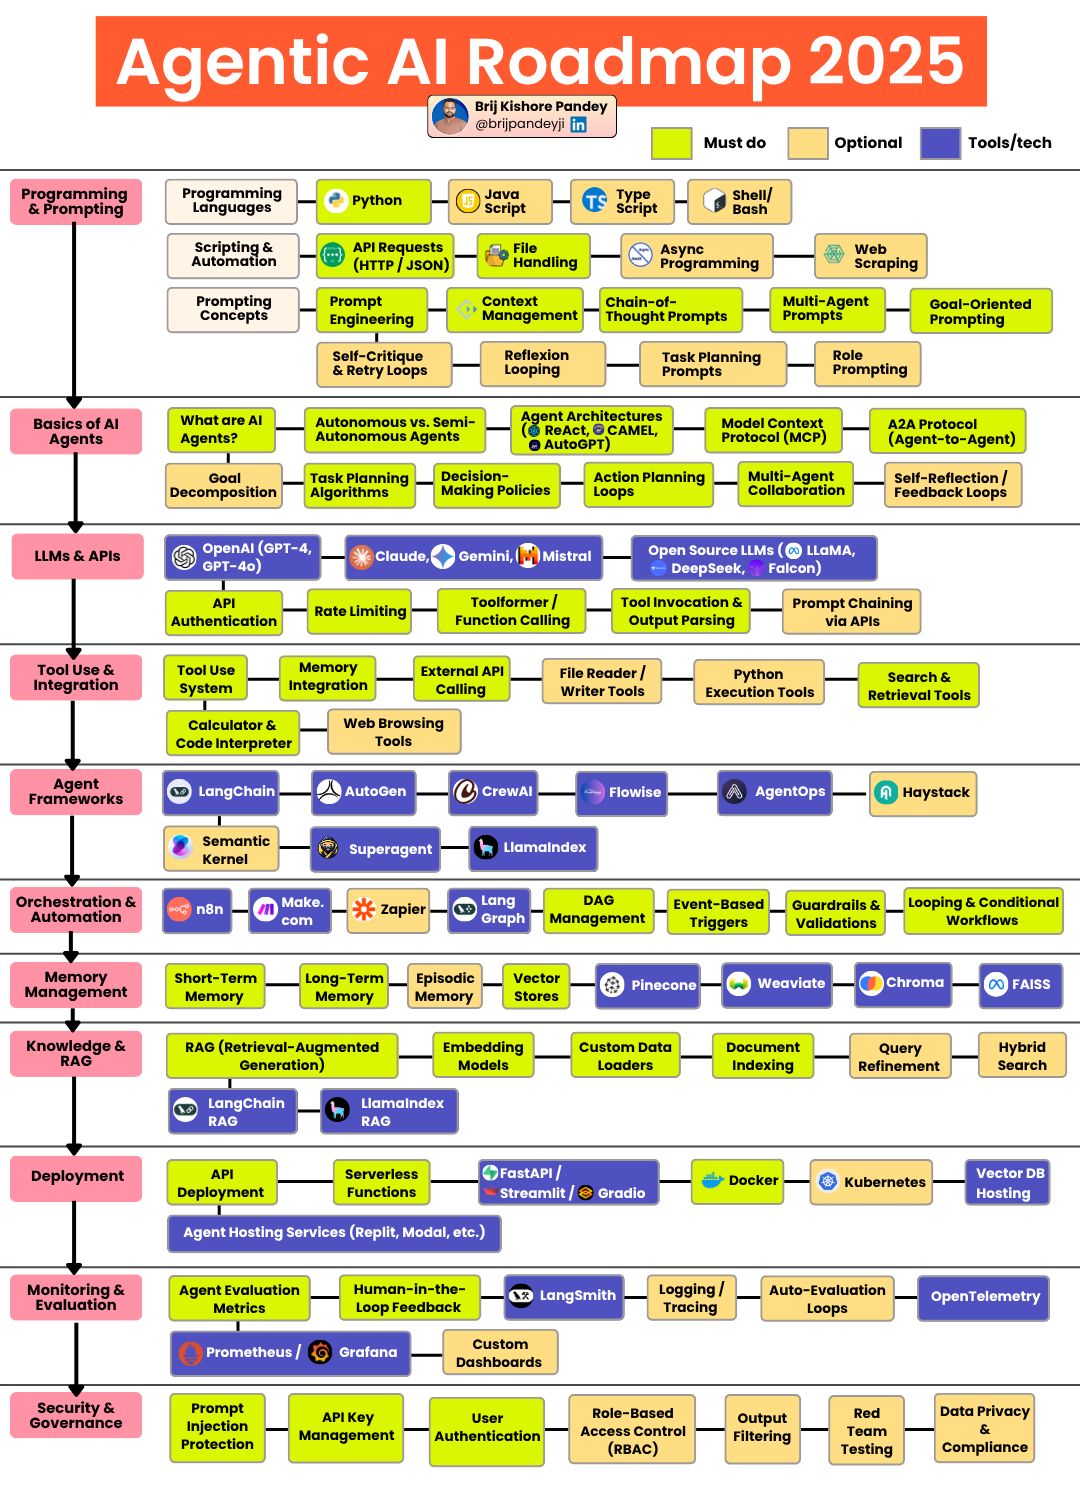 Agentic AI Roadmap 2025
Brij Kishore Pandey
@brijpandeyji in
Must do
Optional
Tools/tech
Programming
& Prompting
Programming
Languages
Python
JS
Java
Script
TS
Type
Script
Shell/
Bash
Scripting &
Automation
API Requests
(HTTP / JSON)
File
Handling
Async
Programming
Web
Scraping
Prompting
Concepts
Prompt
Engineering
Context
Management
Chain-of-
Thought Prompts
Multi-Agent
Prompts
Goal-Oriented
Prompting
Self-Critique
& Retry Loops
Reflexion
Looping
Task Planning
Prompts
Role
Prompting
Basics of AI
Agents
What are AI
Agents?
Autonomous vs. Semi-
Autonomous Agents
Agent Architectures
( ReAct, CAMEL,
AutoGPT)
Model Context
Protocol (MCP)
A2A Protocol
(Agent-to-Agent)
Goal
Decomposition
Task Planning
Algorithms
Decision-
Making Policies
Action Planning
Loops
Multi-Agent
Collaboration
Self-Reflection /
Feedback Loops
LLMs & APIs
OpenAI (GPT-4,
GPT-4o)
Claude, Gemini, Mistral
Open Source LLMs ( LLaMA,
DeepSeek, Falcon)
API
Authentication
Rate Limiting
Toolformer /
Function Calling
Tool Invocation &
Output Parsing
Prompt Chaining
via APIs
Tool Use &
Integration
Tool Use
System
Memory
Integration
External API
Calling
File Reader /
Writer Tools
Python
Execution Tools
Search &
Retrieval Tools
Calculator &
Code Interpreter
Web Browsing
Tools
Agent
Frameworks
LangChain
AutoGen
CrewAI
Flowise
AgentOps
Haystack
Semantic
Kernel
Superagent
LlamaIndex
Orchestration &
Automation
n8n
Make.
com
Zapier
Lang
Graph
DAG
Management
Event-Based
Triggers
Guardrails &
Validations
Looping & Conditional
Workflows
Memory
Management
Short-Term
Memory
Long-Term
Memory
Episodic
Memory
Vector
Stores
Pinecone
Weaviate
Chroma
FAISS
Knowledge &
RAG
RAG (Retrieval-Augmented
Generation)
Embedding
Models
Custom Data
Loaders
Document
Indexing
Query
Refinement
Hybrid
Search
LangChain
RAG
LlamaIndex
RAG
Deployment
API
Deployment
Serverless
Functions
FastAPI /
Streamlit / Gradio
Docker
Kubernetes
Vector DB
Hosting
Agent Hosting Services (Replit, Modal, etc.)
Monitoring &
Evaluation
Agent Evaluation
Metrics
Human-in-the-
Loop Feedback
LangSmith
Logging /
Tracing
Auto-Evaluation
Loops
OpenTelemetry
Prometheus / Grafana
Custom
Dashboards
Security &
Governance
Prompt
Injection
Protection
API Key
Management
User
Authentication
Role-Based
Access Control
(RBAC)
Output
Filtering
Red
Team
Testing
Data Privacy
&
Compliance